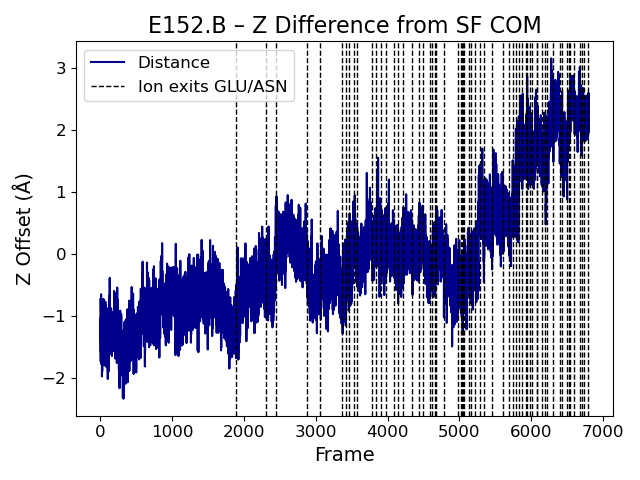 E152.B – Z Difference from SF COM
Distance
Ion exits GLU/ASN
Z Offset (Å)
3
2
1
0
−1
−2
0
1000
2000
3000
4000
5000
6000
7000
Frame